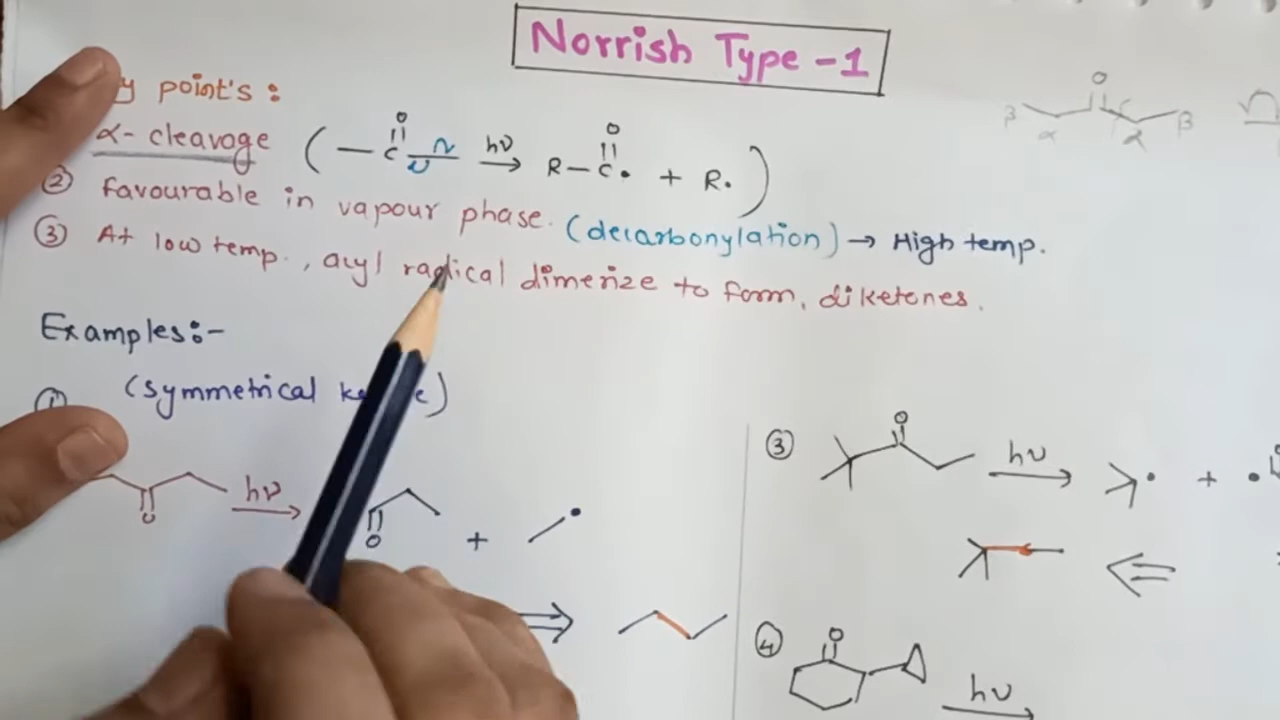 Norrish Type -1
y point's :
α- cleavage ( — C — hν → R — C • + R• )
O
O
② favourable in vapour phase. (decarbonylation) → High temp.
③ At low temp., acyl radical dimerize to form, diketones.
O
β α α β
Examples:-
① (symmetrical)
O hν → O + •
③ O hν → • + •
④ O hν →